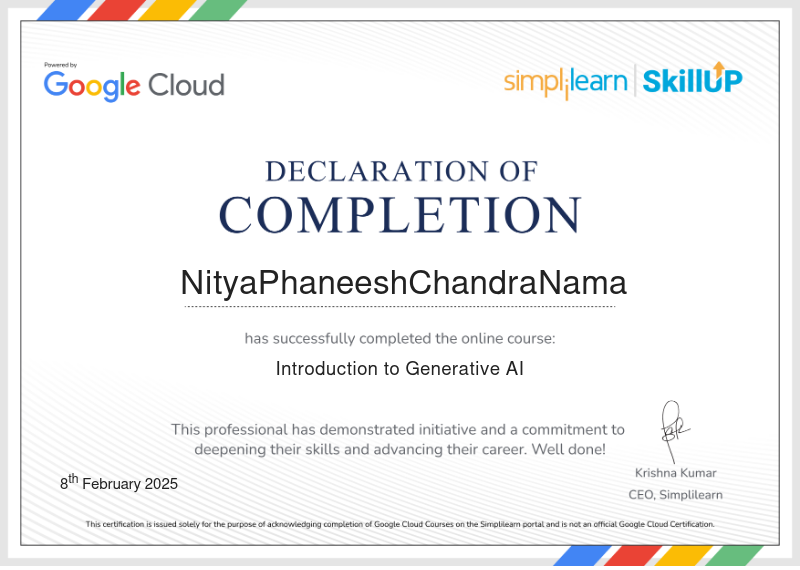 Powered by
Google Cloud
simplilearn | SkillUP
DECLARATION OF
COMPLETION
NityaPhaneeshChandraNama
has successfully completed the online course:
Introduction to Generative AI
This professional has demonstrated initiative and a commitment to
deepening their skills and advancing their career. Well done!
Krishna Kumar
8th February 2025
CEO, Simplilearn
This certification is issued solely for the purpose of acknowledging completion of Google Cloud Courses on the Simplilearn portal and is not an official Google Cloud Certification.